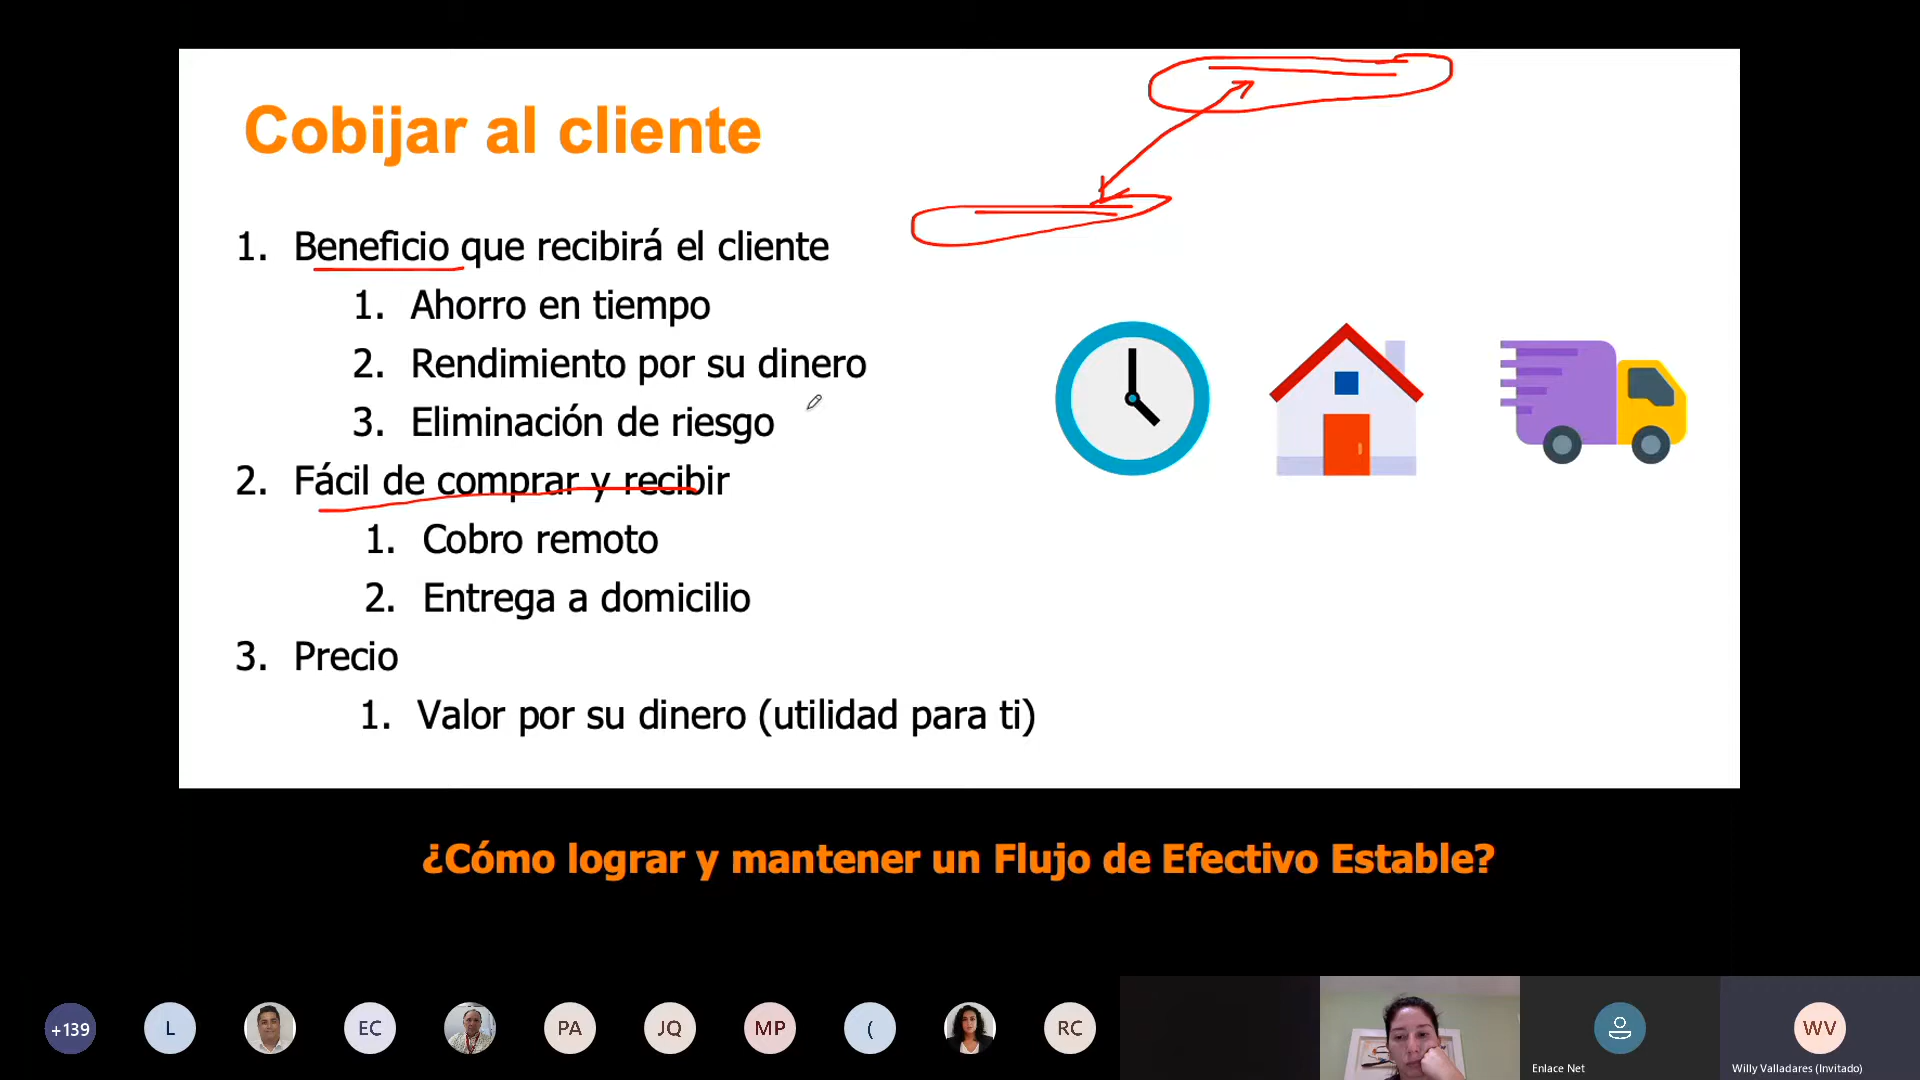 Cobijar al cliente
1. Beneficio que recibirá el cliente
1. Ahorro en tiempo
2. Rendimiento por su dinero
3. Eliminación de riesgo
2. Fácil de comprar y recibir
1. Cobro remoto
2. Entrega a domicilio
3. Precio
1. Valor por su dinero (utilidad para ti)
¿Cómo lograr y mantener un Flujo de Efectivo Estable?
+139
L
EC
PA
JQ
MP
(
RC
WV
Enlace Net
Willy Valladares (Invitado)